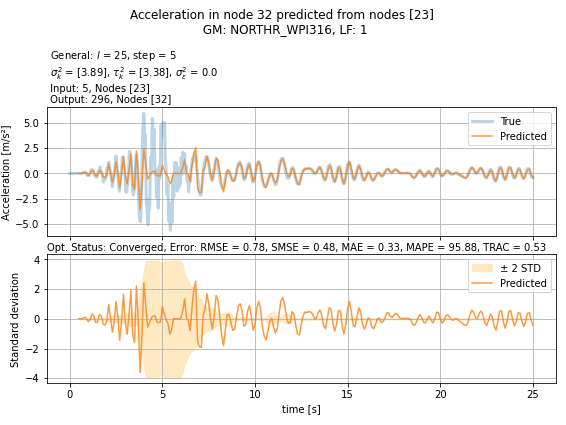 Acceleration in node 32 predicted from nodes [23]
GM: NORTHR_WPI316, LF: 1
General: l = 25, step = 5
σ²ₖ = [3.89], τ²ₖ = [3.38], σ²ε = 0.0
Input: 5, Nodes [23]
Output: 296, Nodes [32]
5.0
2.5
0.0
−2.5
−5.0
Acceleration [m/s²]
True
Predicted
Opt. Status: Converged, Error: RMSE = 0.78, SMSE = 0.48, MAE = 0.33, MAPE = 95.88, TRAC = 0.53
4
2
0
−2
−4
Standard deviation
± 2 STD
Predicted
0 5 10 15 20 25
time [s]